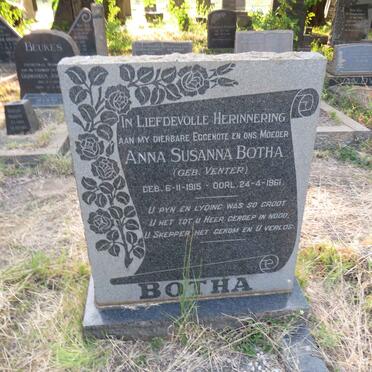 BEUKES
IN LIEFDEVOLLE HERINNERING
AAN MY DIERBARE EGGENOTE EN ONS MOEDER
ANNA SUSANNA BOTHA
(GEB. VENTER)
GEB. 6-11-1915 - OORL. 24-4-1961.
U PYN EN LYDING WAS SO GROOT
U HET TOT U HEER GEROEP IN NOOD,
U SKEPPER HET GEKOM EN U VERLOS.
BOTHA